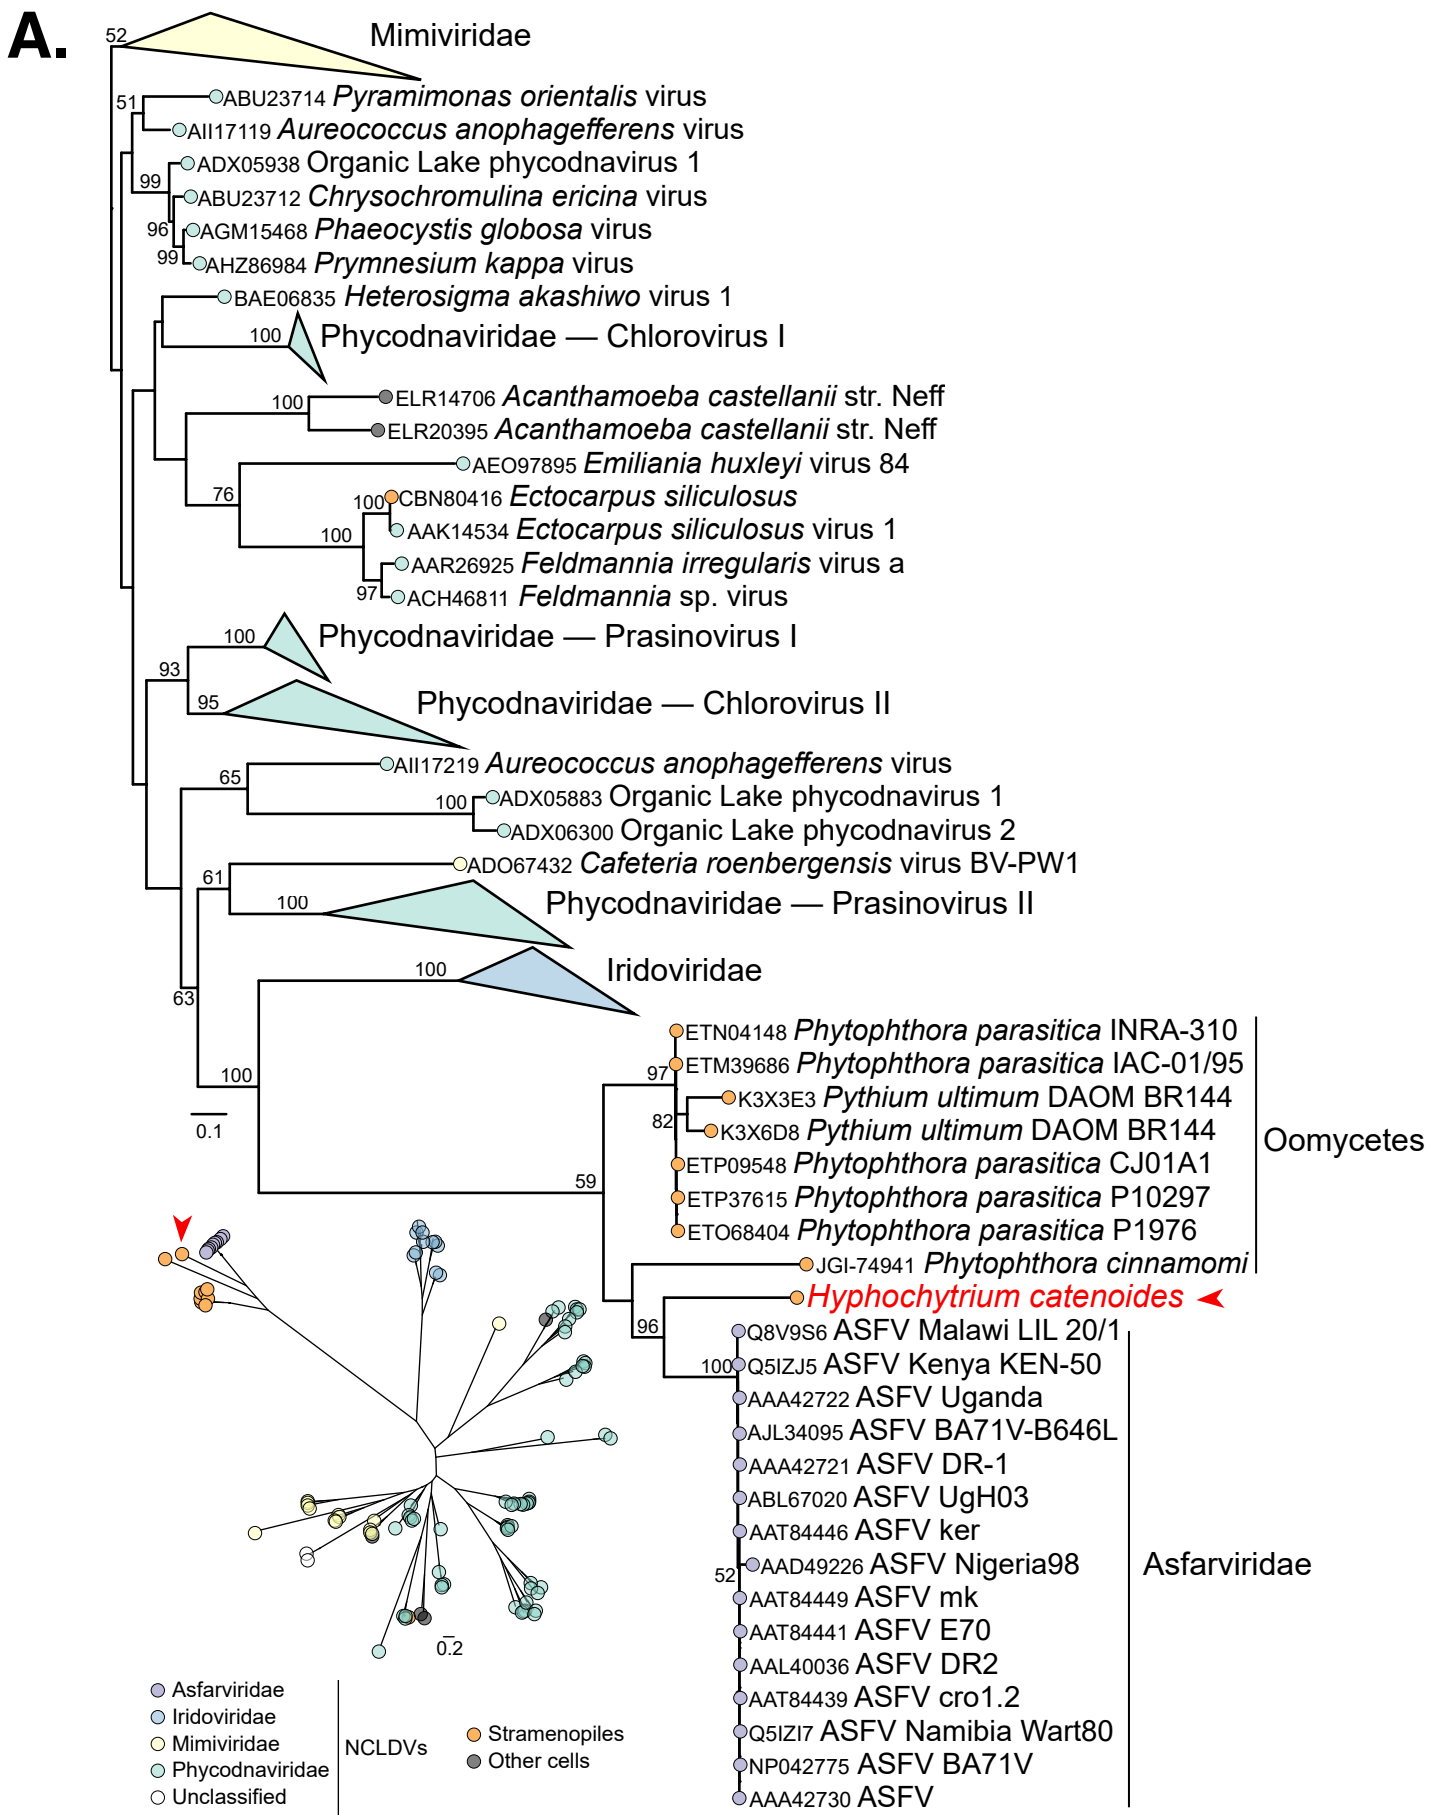 A.
52
Mimiviridae
51
ABU23714 Pyramimonas orientalis virus
AII17119 Aureococcus anophagefferens virus
ADX05938 Organic Lake phycodnavirus 1
99
ABU23712 Chrysochromulina ericina virus
96
AGM15468 Phaeocystis globosa virus
99
AHZ86984 Prymnesium kappa virus
BAE06835 Heterosigma akashiwo virus 1
100
Phycodnaviridae — Chlorovirus I
100
ELR14706 Acanthamoeba castellanii str. Neff
ELR20395 Acanthamoeba castellanii str. Neff
AEO97895 Emiliania huxleyi virus 84
76
100
CBN80416 Ectocarpus siliculosus
100
AAK14534 Ectocarpus siliculosus virus 1
AAR26925 Feldmannia irregularis virus a
97
ACH46811 Feldmannia sp. virus
100
Phycodnaviridae — Prasinovirus I
93
95
Phycodnaviridae — Chlorovirus II
AII17219 Aureococcus anophagefferens virus
65
100
ADX05883 Organic Lake phycodnavirus 1
ADX06300 Organic Lake phycodnavirus 2
ADO67432 Cafeteria roenbergensis virus BV-PW1
61
100
Phycodnaviridae — Prasinovirus II
100
Iridoviridae
63
ETN04148 Phytophthora parasitica INRA-310
ETM39686 Phytophthora parasitica IAC-01/95
100
97
K3X3E3 Pythium ultimum DAOM BR144
82
K3X6D8 Pythium ultimum DAOM BR144
0.1
Oomycetes
ETP09548 Phytophthora parasitica CJ01A1
59
ETP37615 Phytophthora parasitica P10297
ETO68404 Phytophthora parasitica P1976
JGI-74941 Phytophthora cinnamomi
Hyphochytrium catenoides
96
Q8V9S6 ASFV Malawi LIL 20/1
100
Q5IZJ5 ASFV Kenya KEN-50
AAA42722 ASFV Uganda
AJL34095 ASFV BA71V-B646L
AAA42721 ASFV DR-1
ABL67020 ASFV UgH03
AAT84446 ASFV ker
52
AAD49226 ASFV Nigeria98
Asfarviridae
AAT84449 ASFV mk
AAT84441 ASFV E70
AAL40036 ASFV DR2
AAT84439 ASFV cro1.2
Q5IZI7 ASFV Namibia Wart80
NP042775 ASFV BA71V
AAA42730 ASFV
0.2
Asfarviridae
Iridoviridae
Mimiviridae
Phycodnaviridae
Unclassified
NCLDVs
Stramenopiles
Other cells